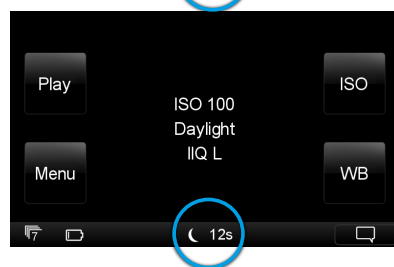 Play
ISO
ISO 100
Daylight
IIQ L
Menu
WB
7
12s